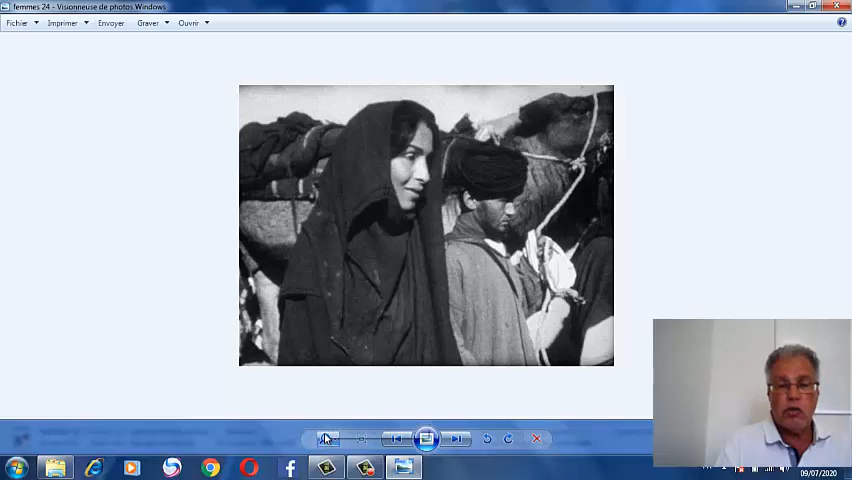 femmes 24 - Visionneuse de photos Windows
Fichier Imprimer Envoyer Graver Ouvrir
09/07/2020